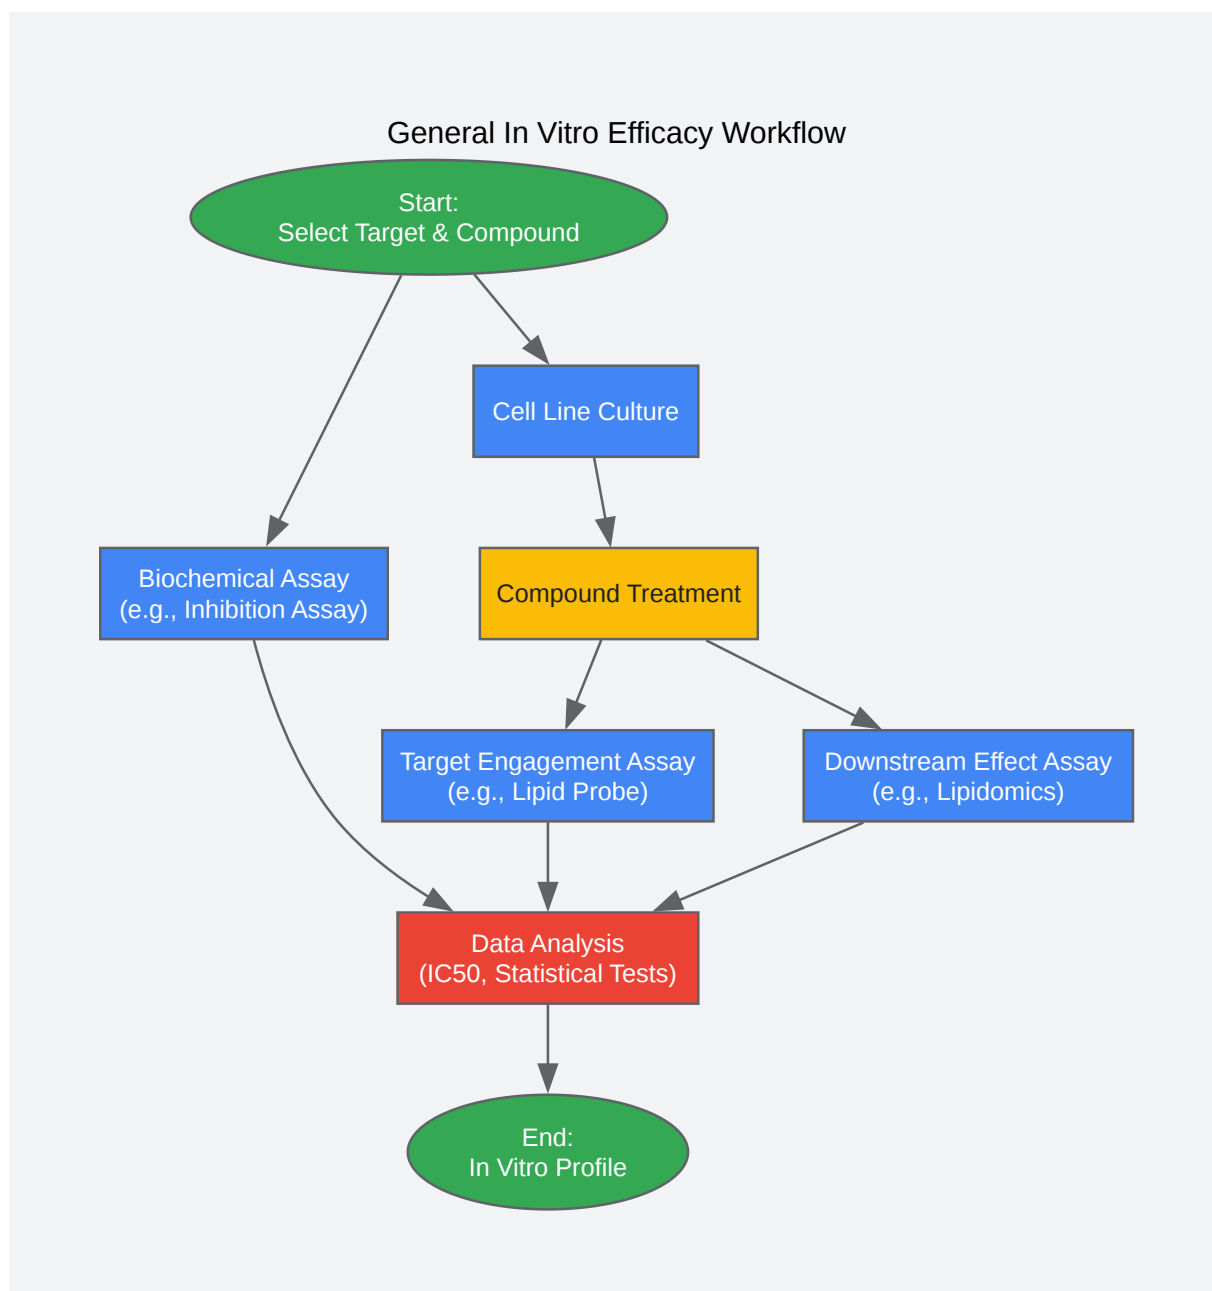 General In Vitro Efficacy Workflow
Start:
Select Target & Compound
Cell Line Culture
Biochemical Assay
(e.g., Inhibition Assay)
Compound Treatment
Target Engagement Assay
(e.g., Lipid Probe)
Downstream Effect Assay
(e.g., Lipidomics)
Data Analysis
(IC50, Statistical Tests)
End:
In Vitro Profile